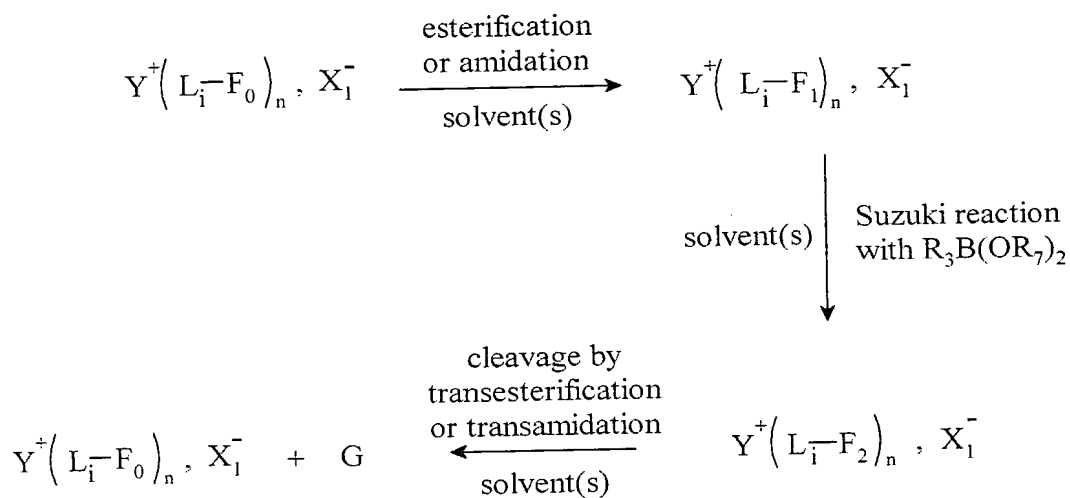 esterification
or amidation
Y⁺( Lᵢ—F₀ )ₙ , X₁⁻
solvent(s)
Y⁺( Lᵢ—F₁ )ₙ , X₁⁻
solvent(s)
Suzuki reaction
with R₃B(OR₇)₂
cleavage by
transesterification
or transamidation
Y⁺( Lᵢ—F₀ )ₙ , X₁⁻ + G
solvent(s)
Y⁺( Lᵢ—F₂ )ₙ , X₁⁻